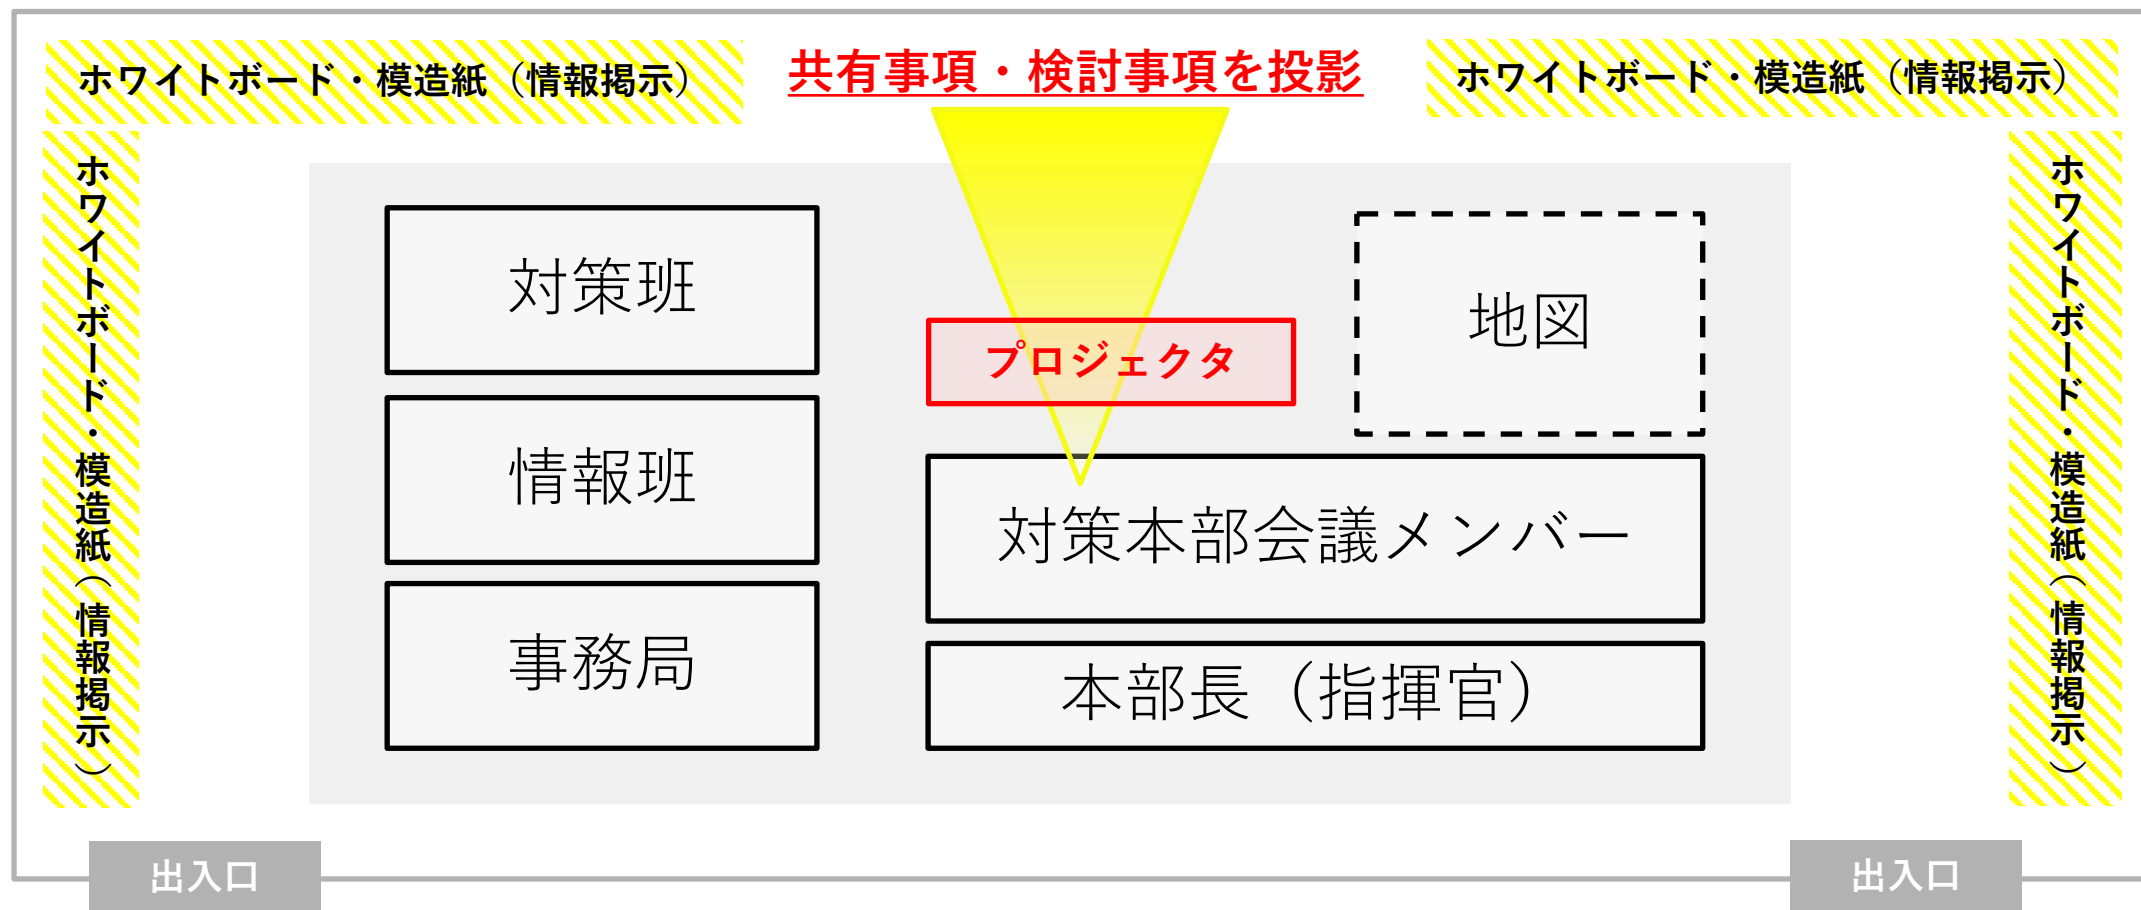 ホワイトボード・模造紙（情報掲示）
共有事項・検討事項を投影
ホワイトボード・模造紙（情報掲示）
ホワイトボード・模造紙（情報掲示）
対策班
情報班
事務局
プロジェクタ
地図
対策本部会議メンバー
本部長（指揮官）
ホワイトボード・模造紙（情報掲示）
出入口
出入口